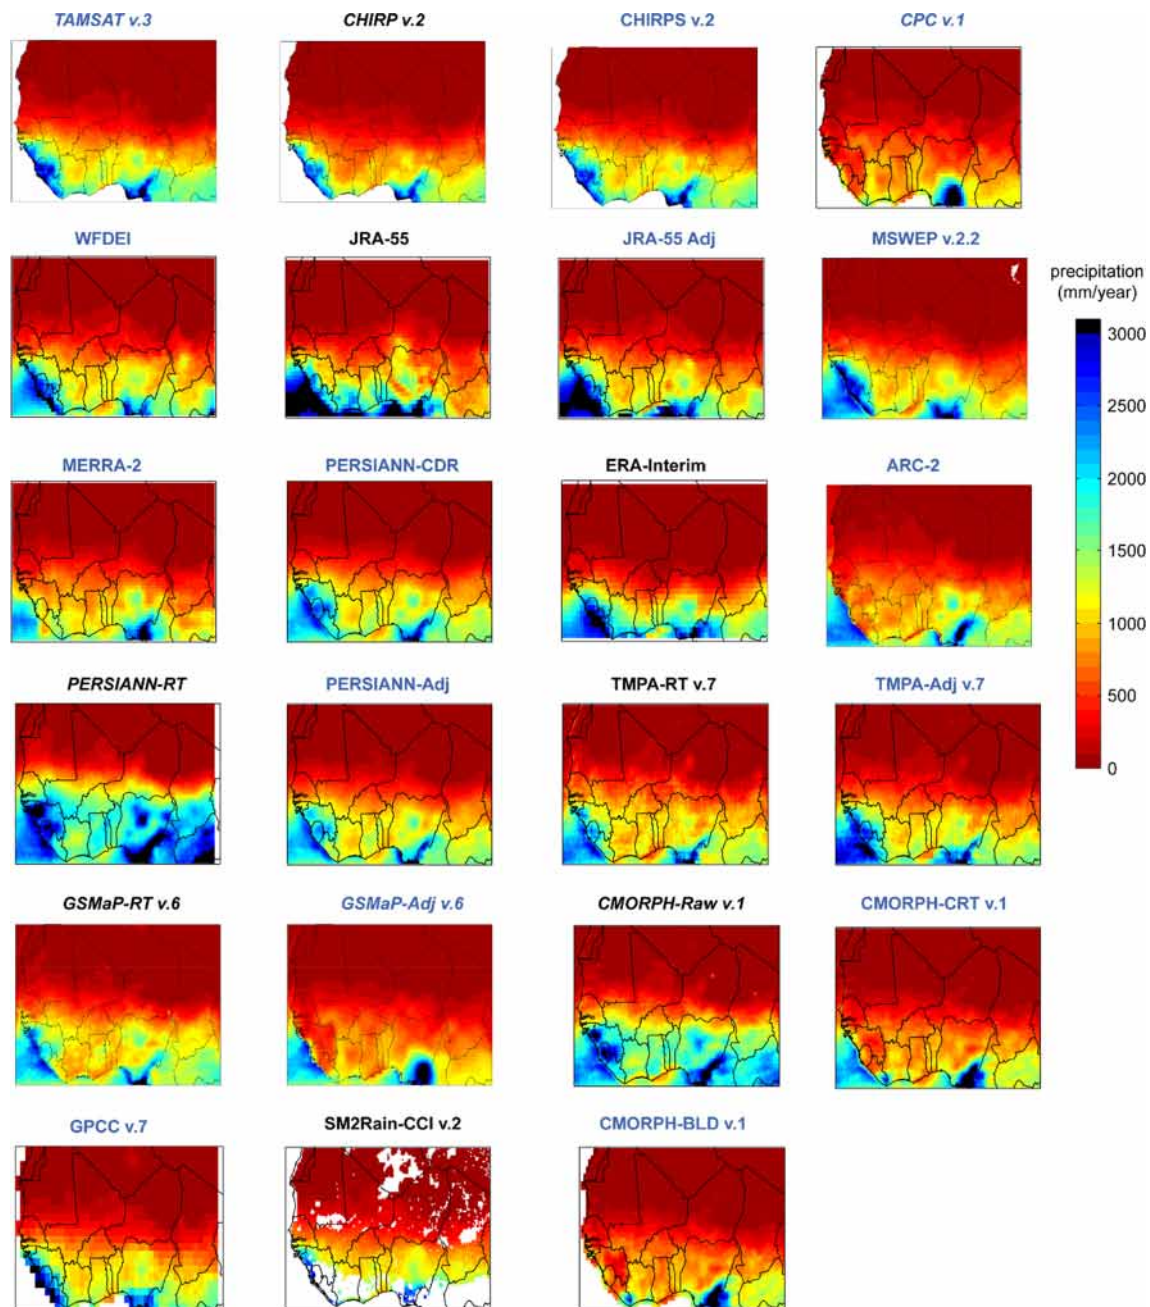 TAMSAT v.3
CHIRP v.2
CHIRPS v.2
CPC v.1
WFDEI
JRA-55
JRA-55 Adj
MSWEP v.2.2
precipitation
(mm/year)
3000
2500
2000
1500
1000
500
0
MERRA-2
PERSIANN-CDR
ERA-Interim
ARC-2
PERSIANN-RT
PERSIANN-Adj
TMPA-RT v.7
TMPA-Adj v.7
GSMaP-RT v.6
GSMaP-Adj v.6
CMORPH-Raw v.1
CMORPH-CRT v.1
GPCC v.7
SM2Rain-CCI v.2
CMORPH-BLD v.1